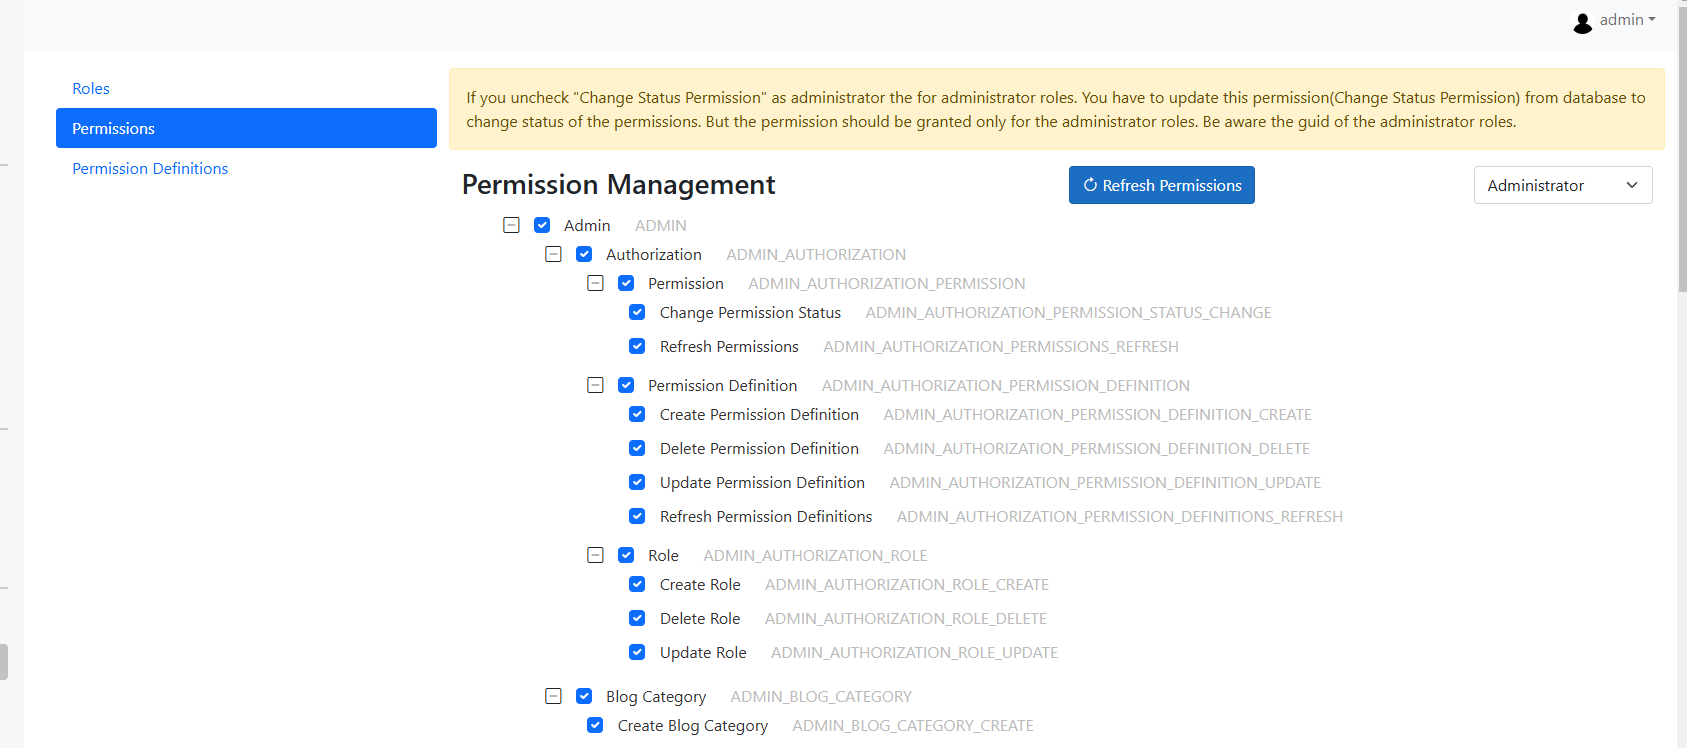 admin
Roles
Permissions
Permission Definitions
If you uncheck "Change Status Permission" as administrator the for administrator roles. You have to update this permission(Change Status Permission) from database to
change status of the permissions. But the permission should be granted only for the administrator roles. Be aware the guid of the administrator roles.
Permission Management
Refresh Permissions
Administrator
Admin ADMIN
Authorization ADMIN_AUTHORIZATION
Permission ADMIN_AUTHORIZATION_PERMISSION
Change Permission Status ADMIN_AUTHORIZATION_PERMISSION_STATUS_CHANGE
Refresh Permissions ADMIN_AUTHORIZATION_PERMISSIONS_REFRESH
Permission Definition ADMIN_AUTHORIZATION_PERMISSION_DEFINITION
Create Permission Definition ADMIN_AUTHORIZATION_PERMISSION_DEFINITION_CREATE
Delete Permission Definition ADMIN_AUTHORIZATION_PERMISSION_DEFINITION_DELETE
Update Permission Definition ADMIN_AUTHORIZATION_PERMISSION_DEFINITION_UPDATE
Refresh Permission Definitions ADMIN_AUTHORIZATION_PERMISSION_DEFINITIONS_REFRESH
Role ADMIN_AUTHORIZATION_ROLE
Create Role ADMIN_AUTHORIZATION_ROLE_CREATE
Delete Role ADMIN_AUTHORIZATION_ROLE_DELETE
Update Role ADMIN_AUTHORIZATION_ROLE_UPDATE
Blog Category ADMIN_BLOG_CATEGORY
Create Blog Category ADMIN_BLOG_CATEGORY_CREATE